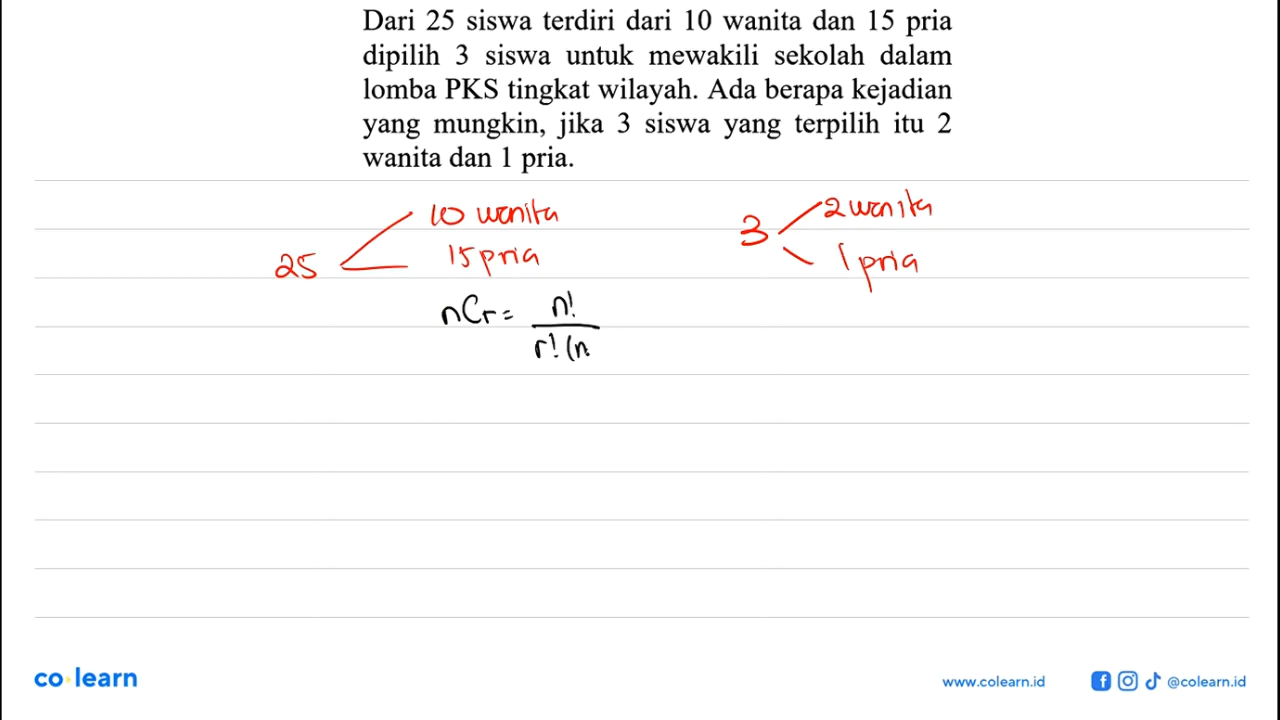 Dari 25 siswa terdiri dari 10 wanita dan 15 pria
dipilih 3 siswa untuk mewakili sekolah dalam
lomba PKS tingkat wilayah. Ada berapa kejadian
yang mungkin, jika 3 siswa yang terpilih itu 2
wanita dan 1 pria.
25
10 wanita
15 pria
3
2 wanita
1 pria
nCr = n!
r! (n
co learn
www.colearn.id
@colearn.id